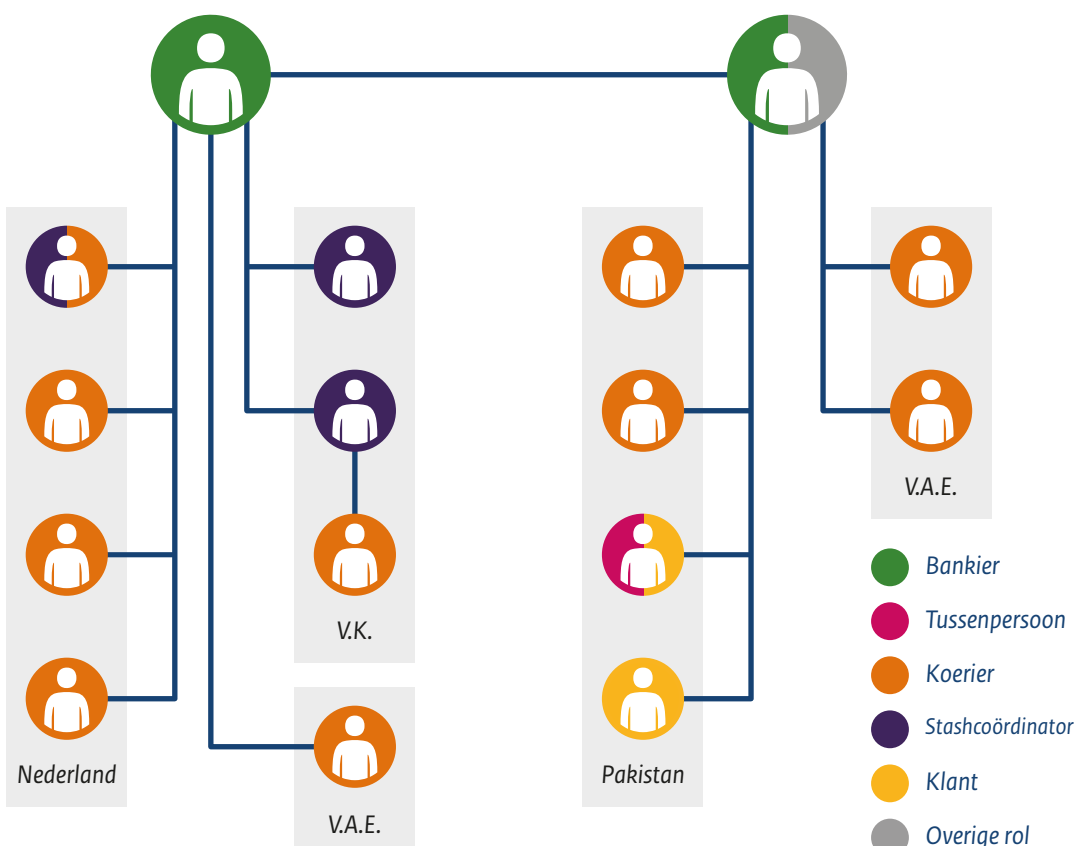 V.A.E.
V.K.
Nederland
Pakistan
V.A.E.
Bankier
Tussenpersoon
Koerier
Stashcoördinator
Klant
Overige rol